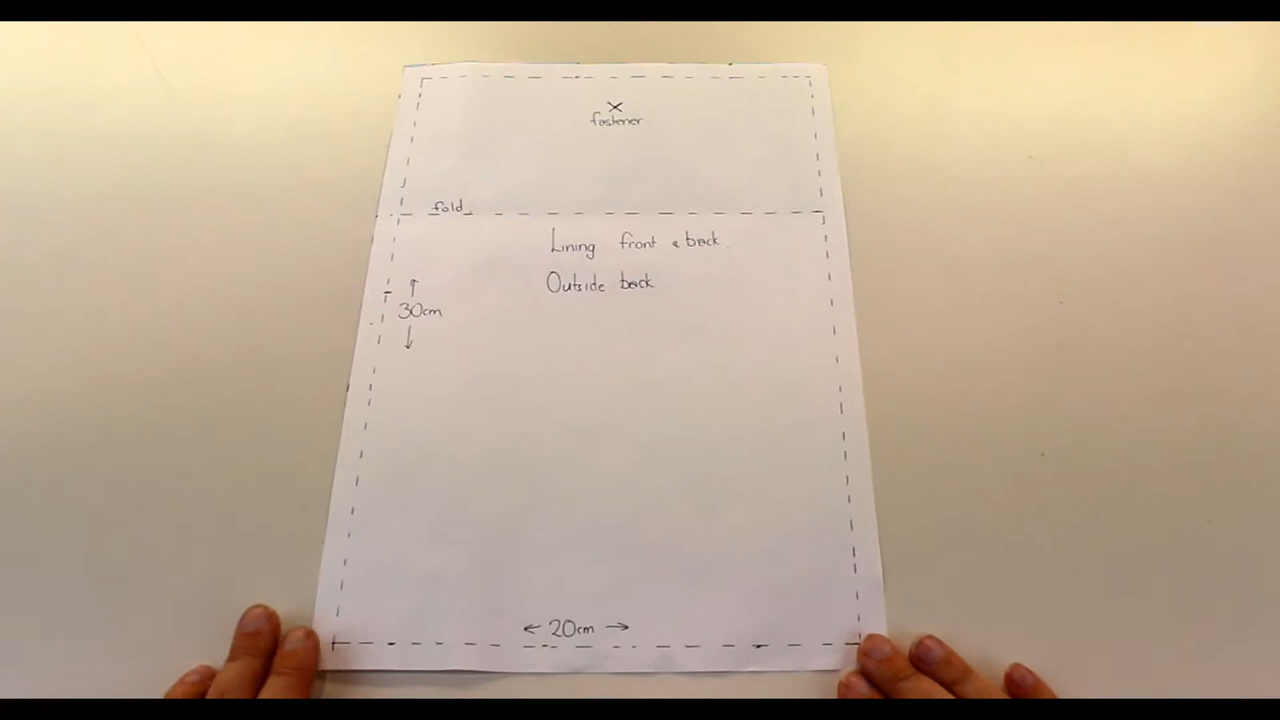 X
fastener
fold
Lining front & back.
Outside back
↑
30cm
↓
← 20cm →